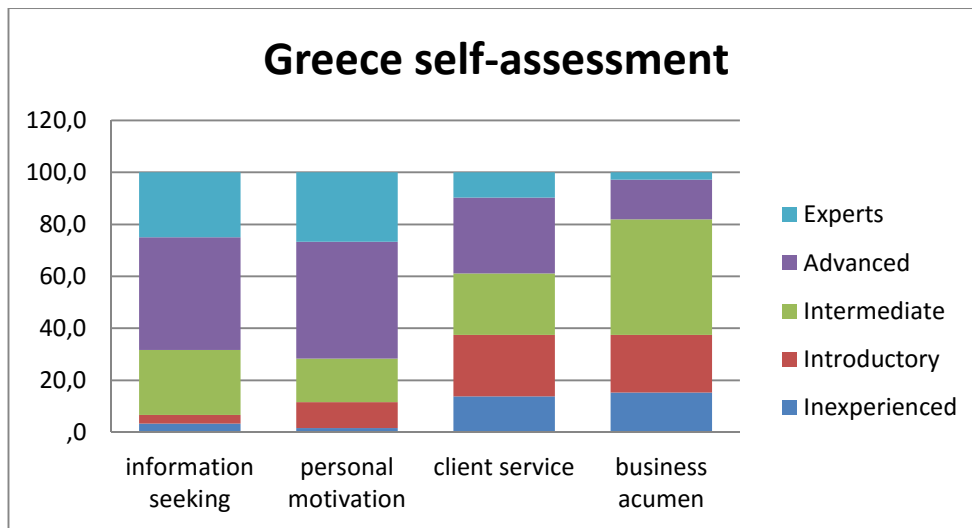 Greece self-assessment
120,0
100,0
80,0
60,0
40,0
20,0
,0
information
seeking
personal
motivation
client service
business
acumen
Experts
Advanced
Intermediate
Introductory
Inexperienced